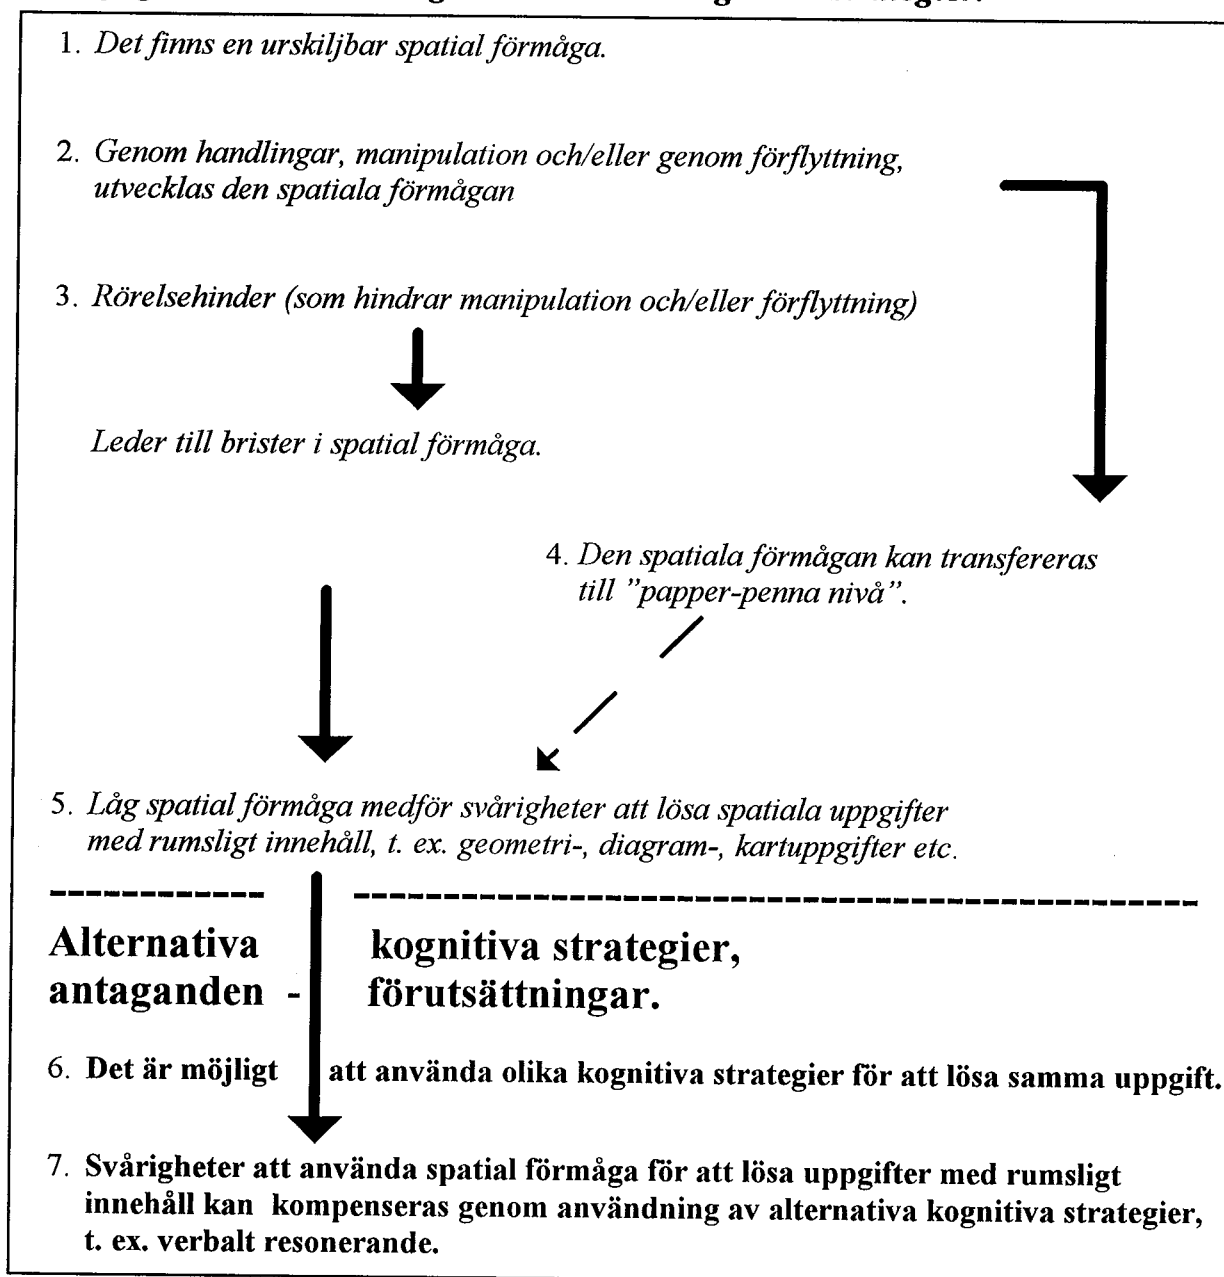 1. Det finns en urskiljbar spatial förmåga.
2. Genom handlingar, manipulation och/eller genom förflyttning,
utvecklas den spatiala förmågan
3. Rörelsehinder (som hindrar manipulation och/eller förflyttning)
Leder till brister i spatial förmåga.
4. Den spatiala förmågan kan transfereras
till ”papper-penna nivå”.
5. Låg spatial förmåga medför svårigheter att lösa spatiala uppgifter
med rumsligt innehåll, t. ex. geometri-, diagram-, kartuppgifter etc.
Alternativa kognitiva strategier,
antaganden - förutsättningar.
6. Det är möjligt att använda olika kognitiva strategier för att lösa samma uppgift.
7. Svårigheter att använda spatial förmåga för att lösa uppgifter med rumsligt
innehåll kan kompenseras genom användning av alternativa kognitiva strategier,
t. ex. verbalt resonerande.